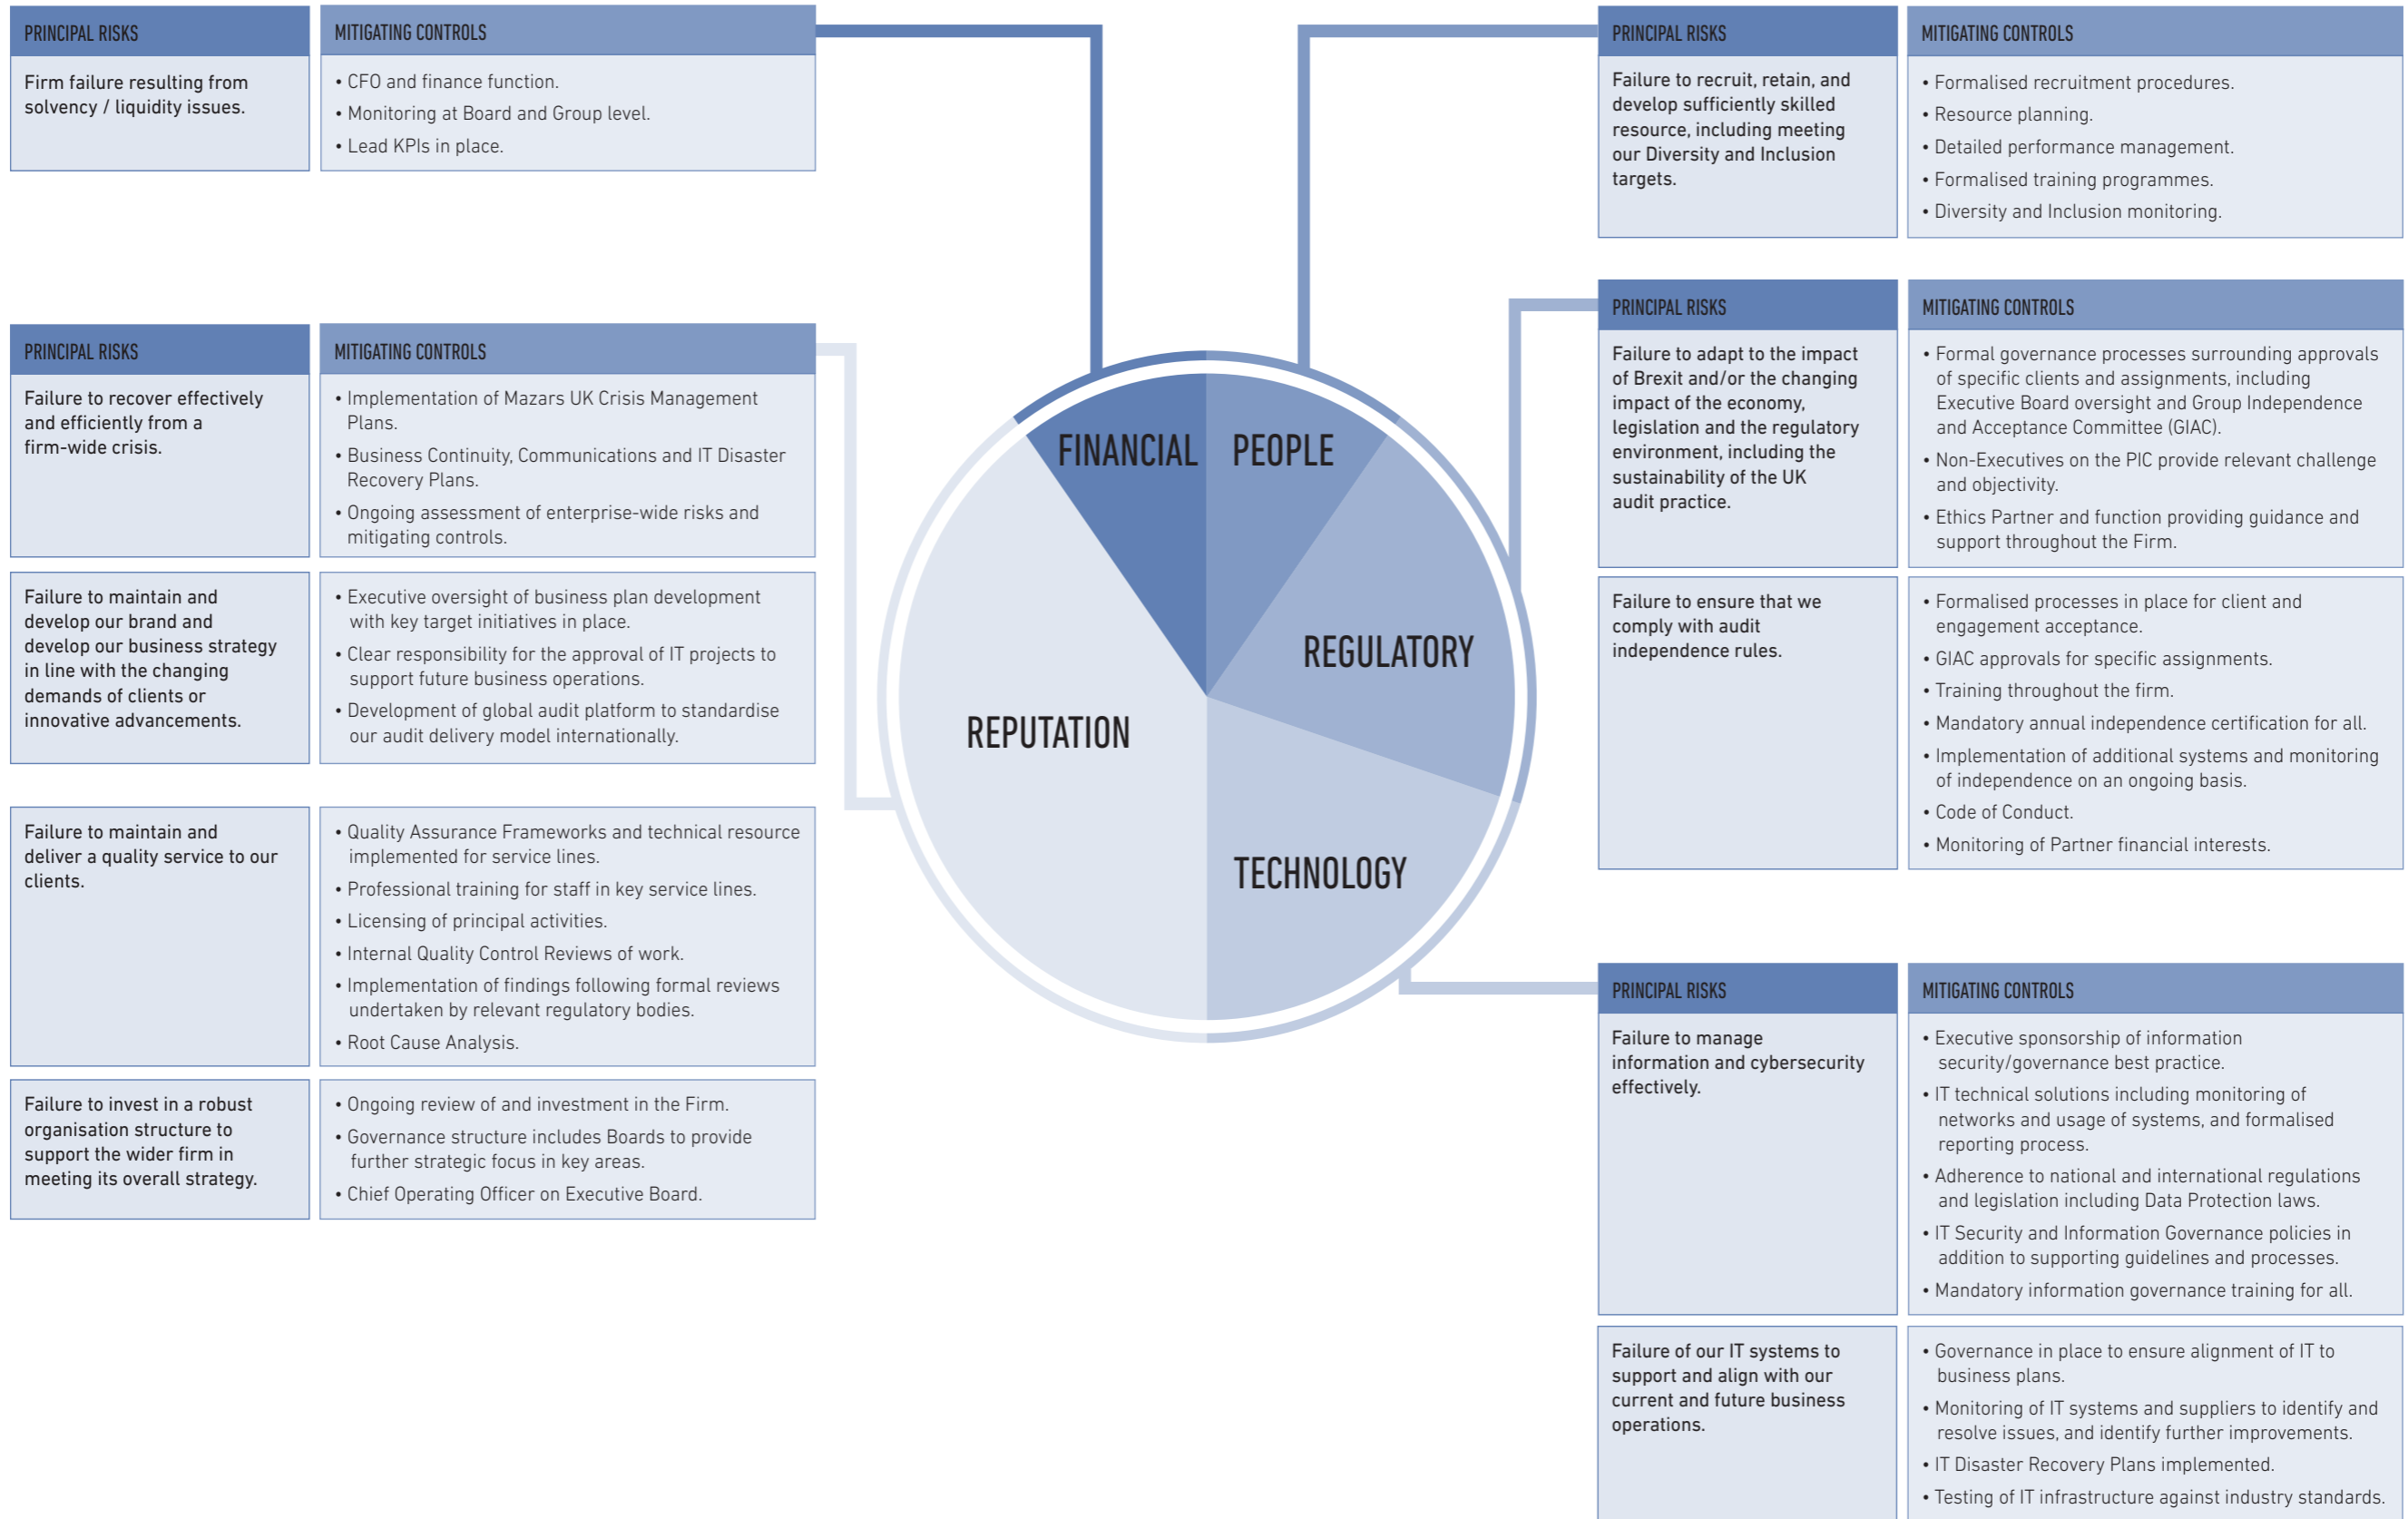 PRINCIPAL RISKS
MITIGATING CONTROLS
Firm failure resulting from
solvency / liquidity issues.
• CFO and finance function.
• Monitoring at Board and Group level.
• Lead KPIs in place.
PRINCIPAL RISKS
MITIGATING CONTROLS
Failure to recover effectively
and efficiently from a
firm-wide crisis.
• Implementation of Mazars UK Crisis Management
Plans.
• Business Continuity, Communications and IT Disaster
Recovery Plans.
• Ongoing assessment of enterprise-wide risks and
mitigating controls.
Failure to maintain and
develop our brand and
develop our business strategy
in line with the changing
demands of clients or
innovative advancements.
• Executive oversight of business plan development
with key target initiatives in place.
• Clear responsibility for the approval of IT projects to
support future business operations.
• Development of global audit platform to standardise
our audit delivery model internationally.
Failure to maintain and
deliver a quality service to our
clients.
• Quality Assurance Frameworks and technical resource
implemented for service lines.
• Professional training for staff in key service lines.
• Licensing of principal activities.
• Internal Quality Control Reviews of work.
• Implementation of findings following formal reviews
undertaken by relevant regulatory bodies.
• Root Cause Analysis.
Failure to invest in a robust
organisation structure to
support the wider firm in
meeting its overall strategy.
• Ongoing review of and investment in the Firm.
• Governance structure includes Boards to provide
further strategic focus in key areas.
• Chief Operating Officer on Executive Board.
FINANCIAL
PEOPLE
REGULATORY
REPUTATION
TECHNOLOGY
PRINCIPAL RISKS
MITIGATING CONTROLS
Failure to recruit, retain, and
develop sufficiently skilled
resource, including meeting
our Diversity and Inclusion
targets.
• Formalised recruitment procedures.
• Resource planning.
• Detailed performance management.
• Formalised training programmes.
• Diversity and Inclusion monitoring.
PRINCIPAL RISKS
MITIGATING CONTROLS
Failure to adapt to the impact
of Brexit and/or the changing
impact of the economy,
legislation and the regulatory
environment, including the
sustainability of the UK
audit practice.
• Formal governance processes surrounding approvals
of specific clients and assignments, including
Executive Board oversight and Group Independence
and Acceptance Committee (GIAC).
• Non-Executives on the PIC provide relevant challenge
and objectivity.
• Ethics Partner and function providing guidance and
support throughout the Firm.
Failure to ensure that we
comply with audit
independence rules.
• Formalised processes in place for client and
engagement acceptance.
• GIAC approvals for specific assignments.
• Training throughout the firm.
• Mandatory annual independence certification for all.
• Implementation of additional systems and monitoring
of independence on an ongoing basis.
• Code of Conduct.
• Monitoring of Partner financial interests.
PRINCIPAL RISKS
MITIGATING CONTROLS
Failure to manage
information and cybersecurity
effectively.
• Executive sponsorship of information
security/governance best practice.
• IT technical solutions including monitoring of
networks and usage of systems, and formalised
reporting process.
• Adherence to national and international regulations
and legislation including Data Protection laws.
• IT Security and Information Governance policies in
addition to supporting guidelines and processes.
• Mandatory information governance training for all.
Failure of our IT systems to
support and align with our
current and future business
operations.
• Governance in place to ensure alignment of IT to
business plans.
• Monitoring of IT systems and suppliers to identify and
resolve issues, and identify further improvements.
• IT Disaster Recovery Plans implemented.
• Testing of IT infrastructure against industry standards.